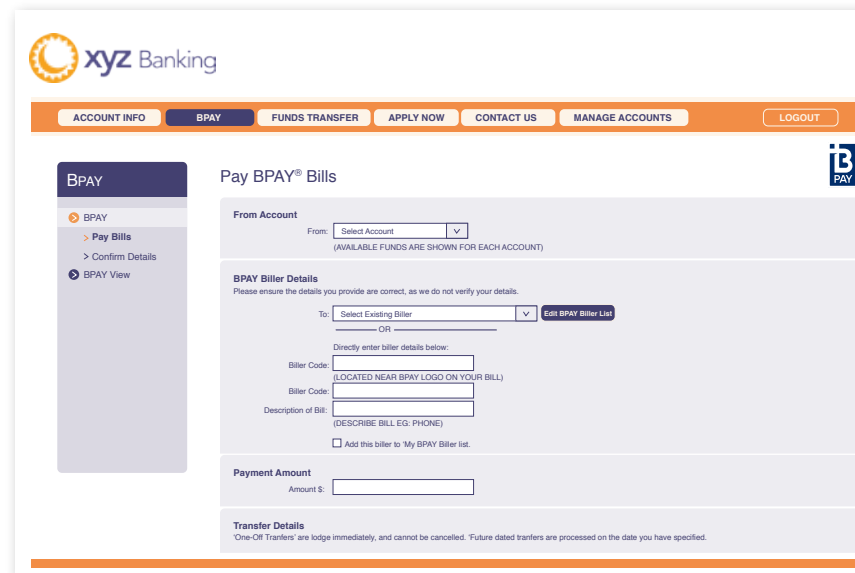 xyz Banking
ACCOUNT INFO BPAY FUNDS TRANSFER APPLY NOW CONTACT US MANAGE ACCOUNTS LOGOUT
B
PAY
BPAY
Pay BPAY® Bills
BPAY
> Pay Bills
> Confirm Details
BPAY View
From Account
From: Select Account
(AVAILABLE FUNDS ARE SHOWN FOR EACH ACCOUNT)
BPAY Biller Details
Please ensure the details you provide are correct, as we do not verify your details.
To: Select Existing Biller Edit BPAY Biller List
OR
Directly enter biller details below:
Biller Code:
(LOCATED NEAR BPAY LOGO ON YOUR BILL)
Biller Code:
Description of Bill:
(DESCRIBE BILL EG: PHONE)
Add this biller to 'My BPAY Biller list.
Payment Amount
Amount $:
Transfer Details
'One-Off Tranfers' are lodge immediately, and cannot be cancelled. 'Future dated tranfers are processed on the date you have specified.